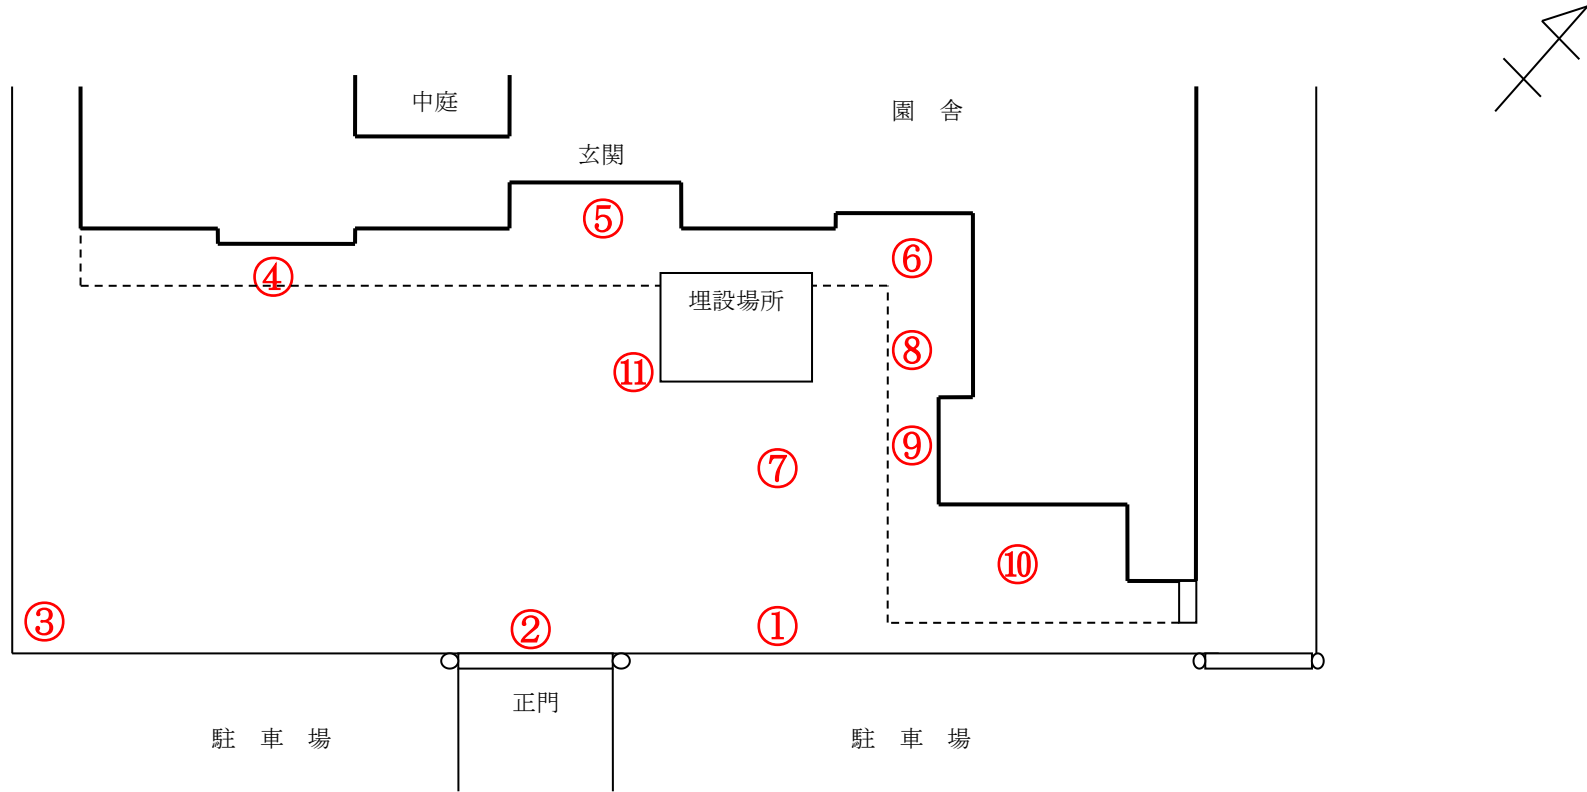 中庭
園 舎
玄関
⑤
⑥
④
埋設場所
⑧
⑪
⑨
⑦
⑩
③
②
①
正門
駐 車 場
駐 車 場